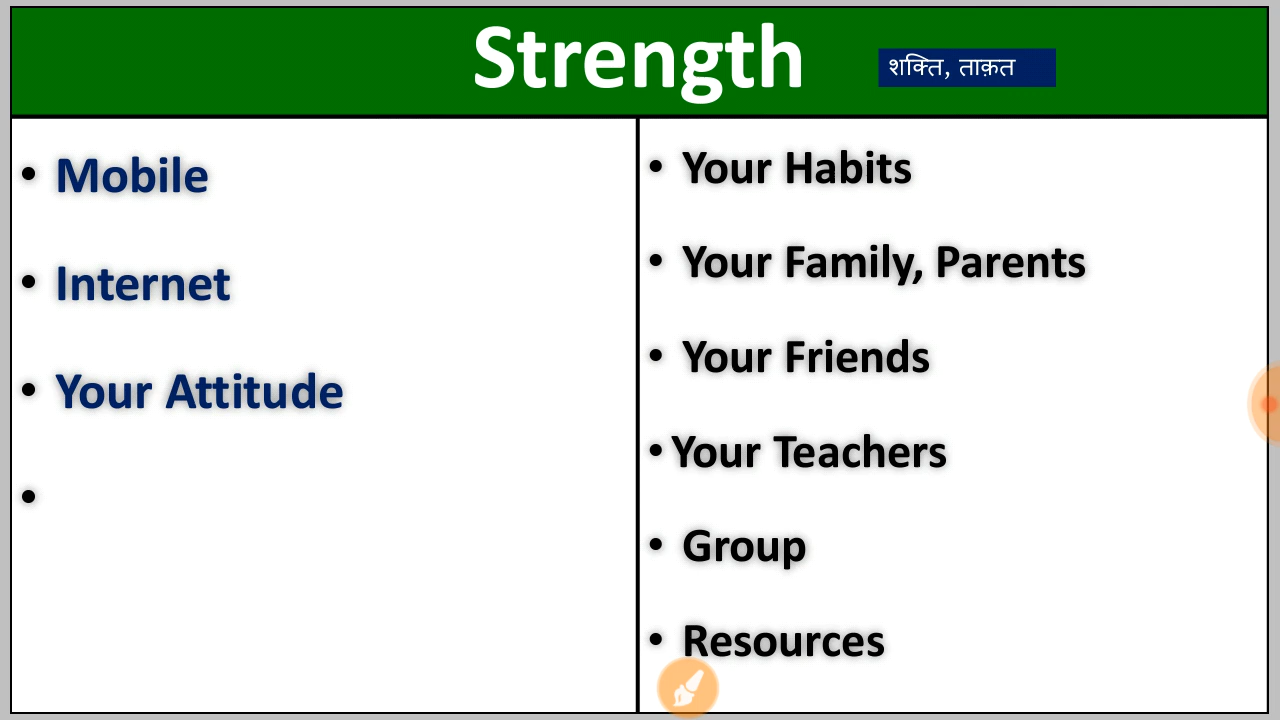 Strength
शक्ति, ताक़त
• Mobile
• Internet
• Your Attitude
•
• Your Habits
• Your Family, Parents
• Your Friends
• Your Teachers
• Group
• Resources